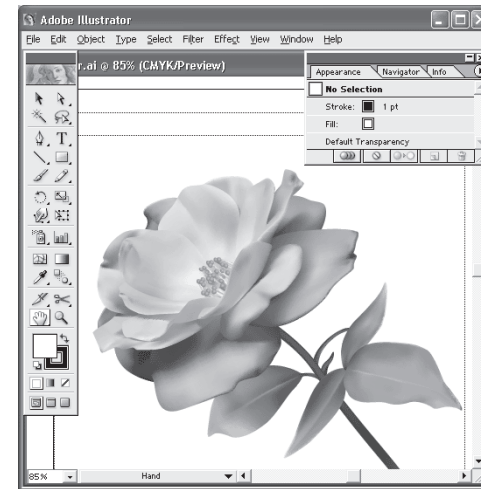 Adobe Illustrator
File Edit Object Type Select Filter Effect View Window Help
r.ai @ 85% (CMYK/Preview)
Appearance Navigator Info
No Selection
Stroke: 1 pt
Fill:
Default Transparency
T
85% Hand